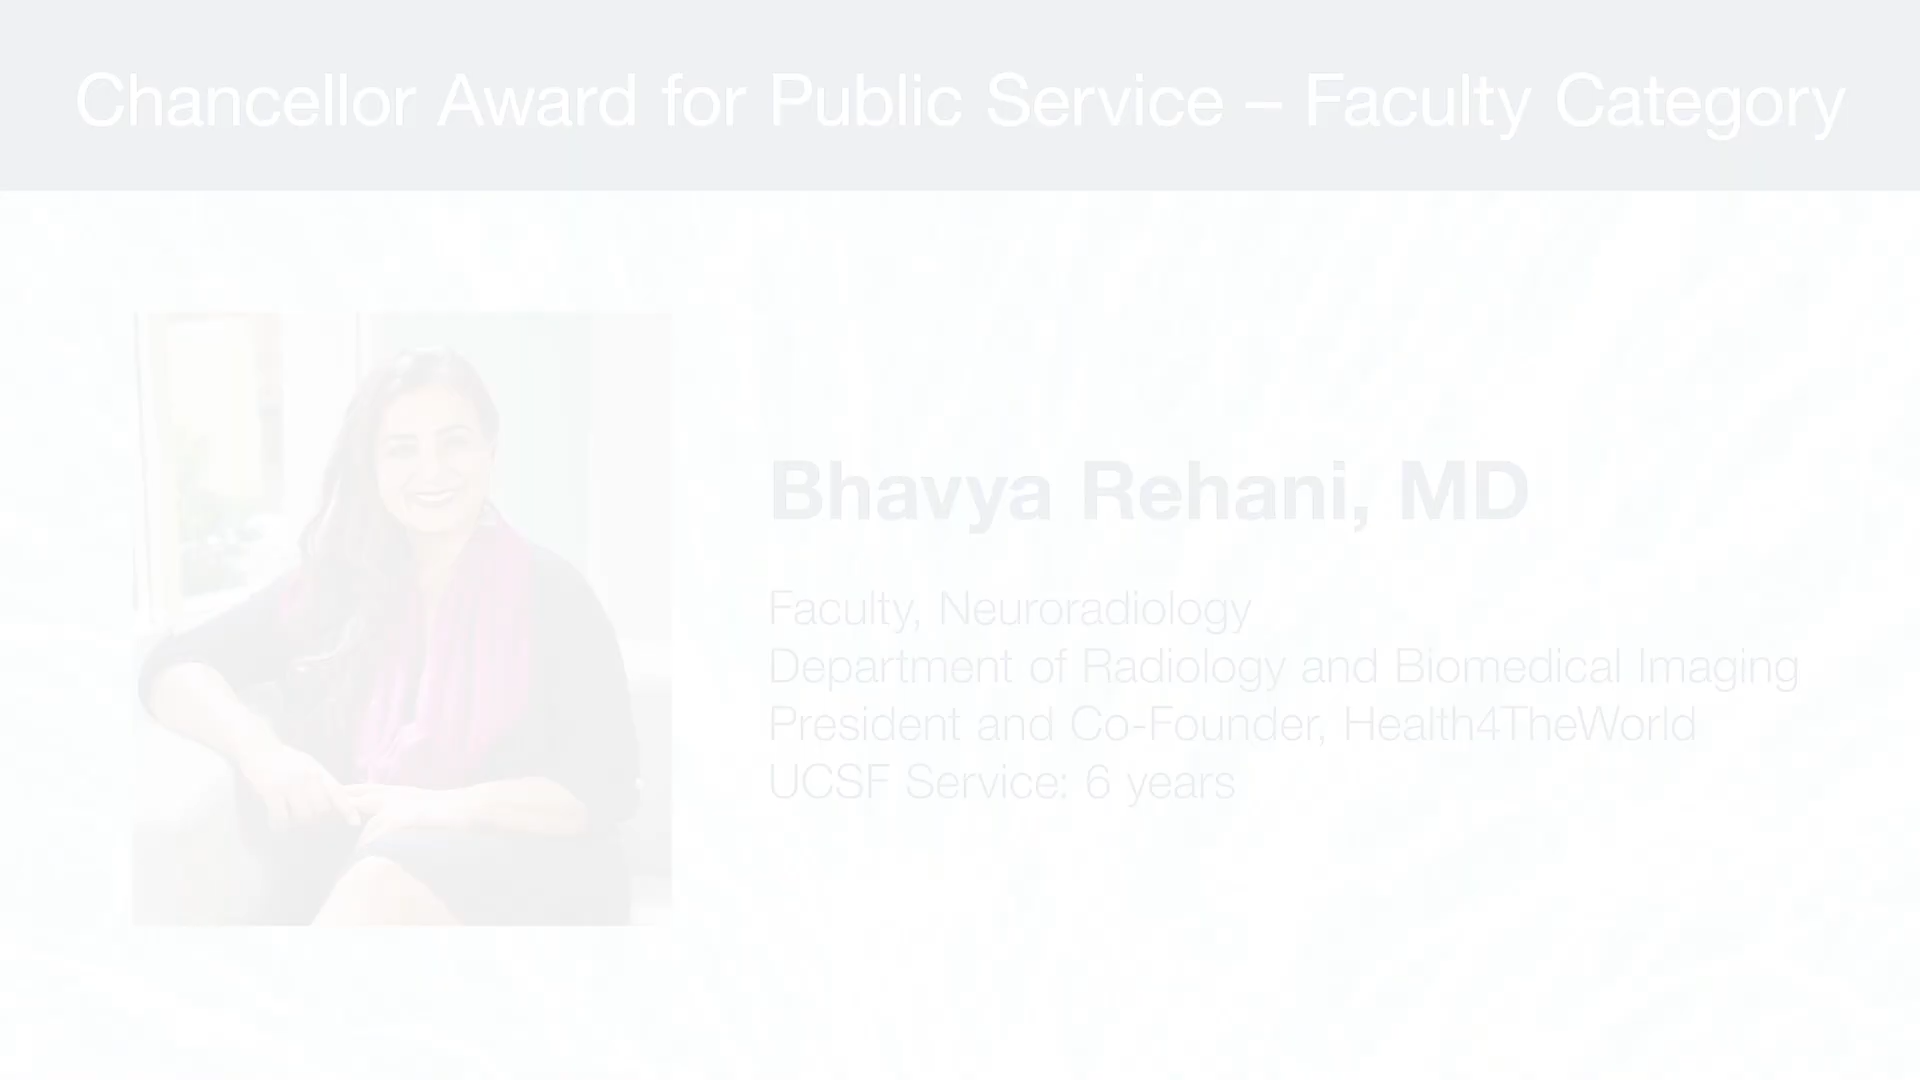 Chancellor Award for Public Service – Faculty Category
Bhavya Rehani, MD
Faculty, Neuroradiology
Department of Radiology and Biomedical Imaging
President and Co-Founder, Health4TheWorld
UCSF Service: 6 years